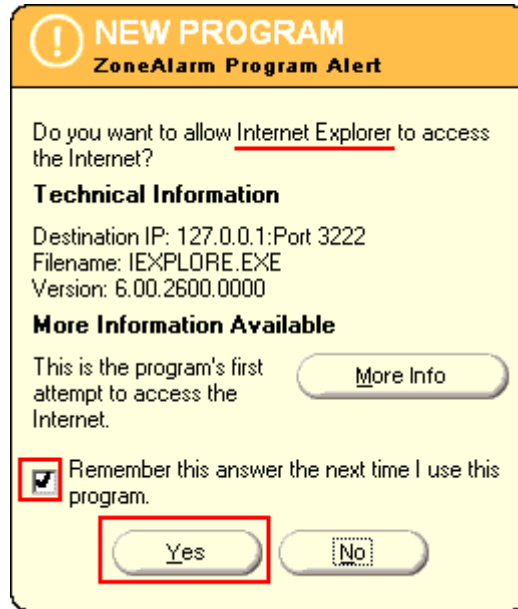 NEW PROGRAM
ZoneAlarm Program Alert
Do you want to allow Internet Explorer to access
the Internet?
Technical Information
Destination IP: 127.0.0.1:Port 3222
Filename: IEXPLORE.EXE
Version: 6.00.2600.0000
More Information Available
This is the program's first
attempt to access the
Internet.
More Info
Remember this answer the next time I use this
program.
Yes
No